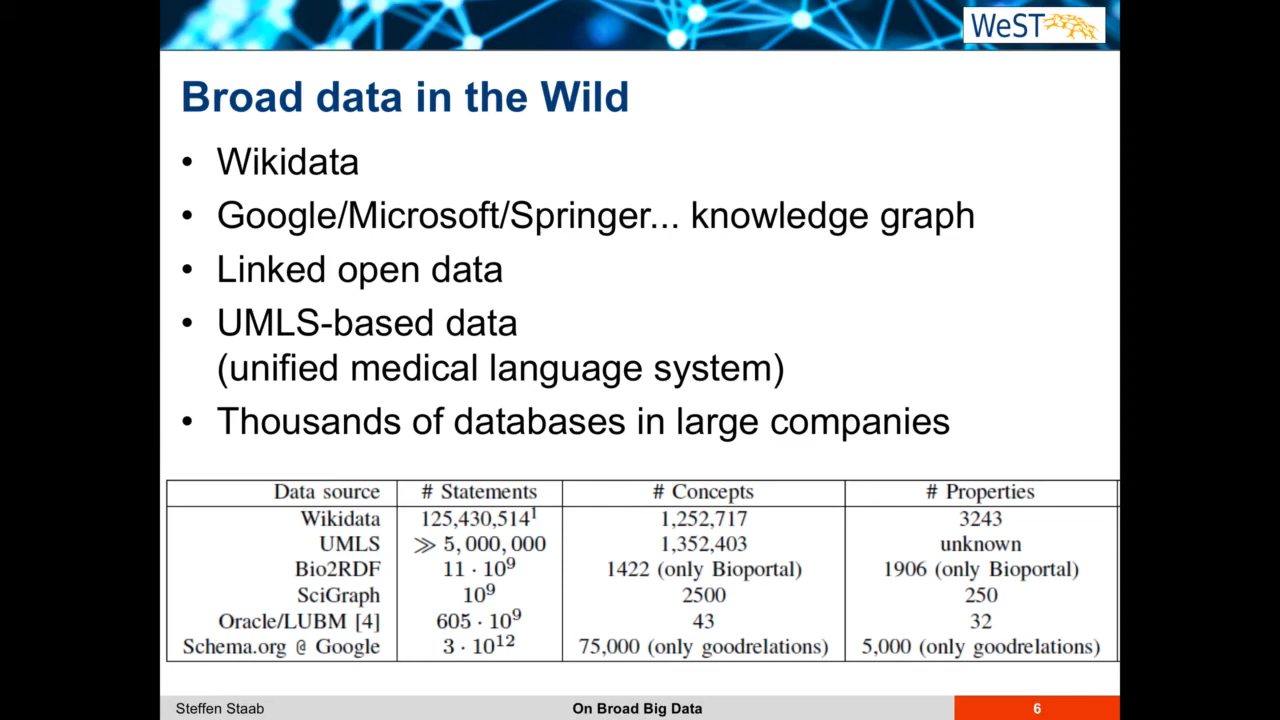 WeST
Broad data in the Wild
• Wikidata
• Google/Microsoft/Springer... knowledge graph
• Linked open data
• UMLS-based data
(unified medical language system)
• Thousands of databases in large companies
Data source # Statements # Concepts # Properties
Wikidata 125,430,514¹ 1,252,717 3243
UMLS ≫ 5,000,000 1,352,403 unknown
Bio2RDF 11 · 10⁹ 1422 (only Bioportal) 1906 (only Bioportal)
SciGraph 10⁹ 2500 250
Oracle/LUBM [4] 605 · 10⁹ 43 32
Schema.org @ Google 3 · 10¹² 75,000 (only goodrelations) 5,000 (only goodrelations)
Steffen Staab On Broad Big Data 6